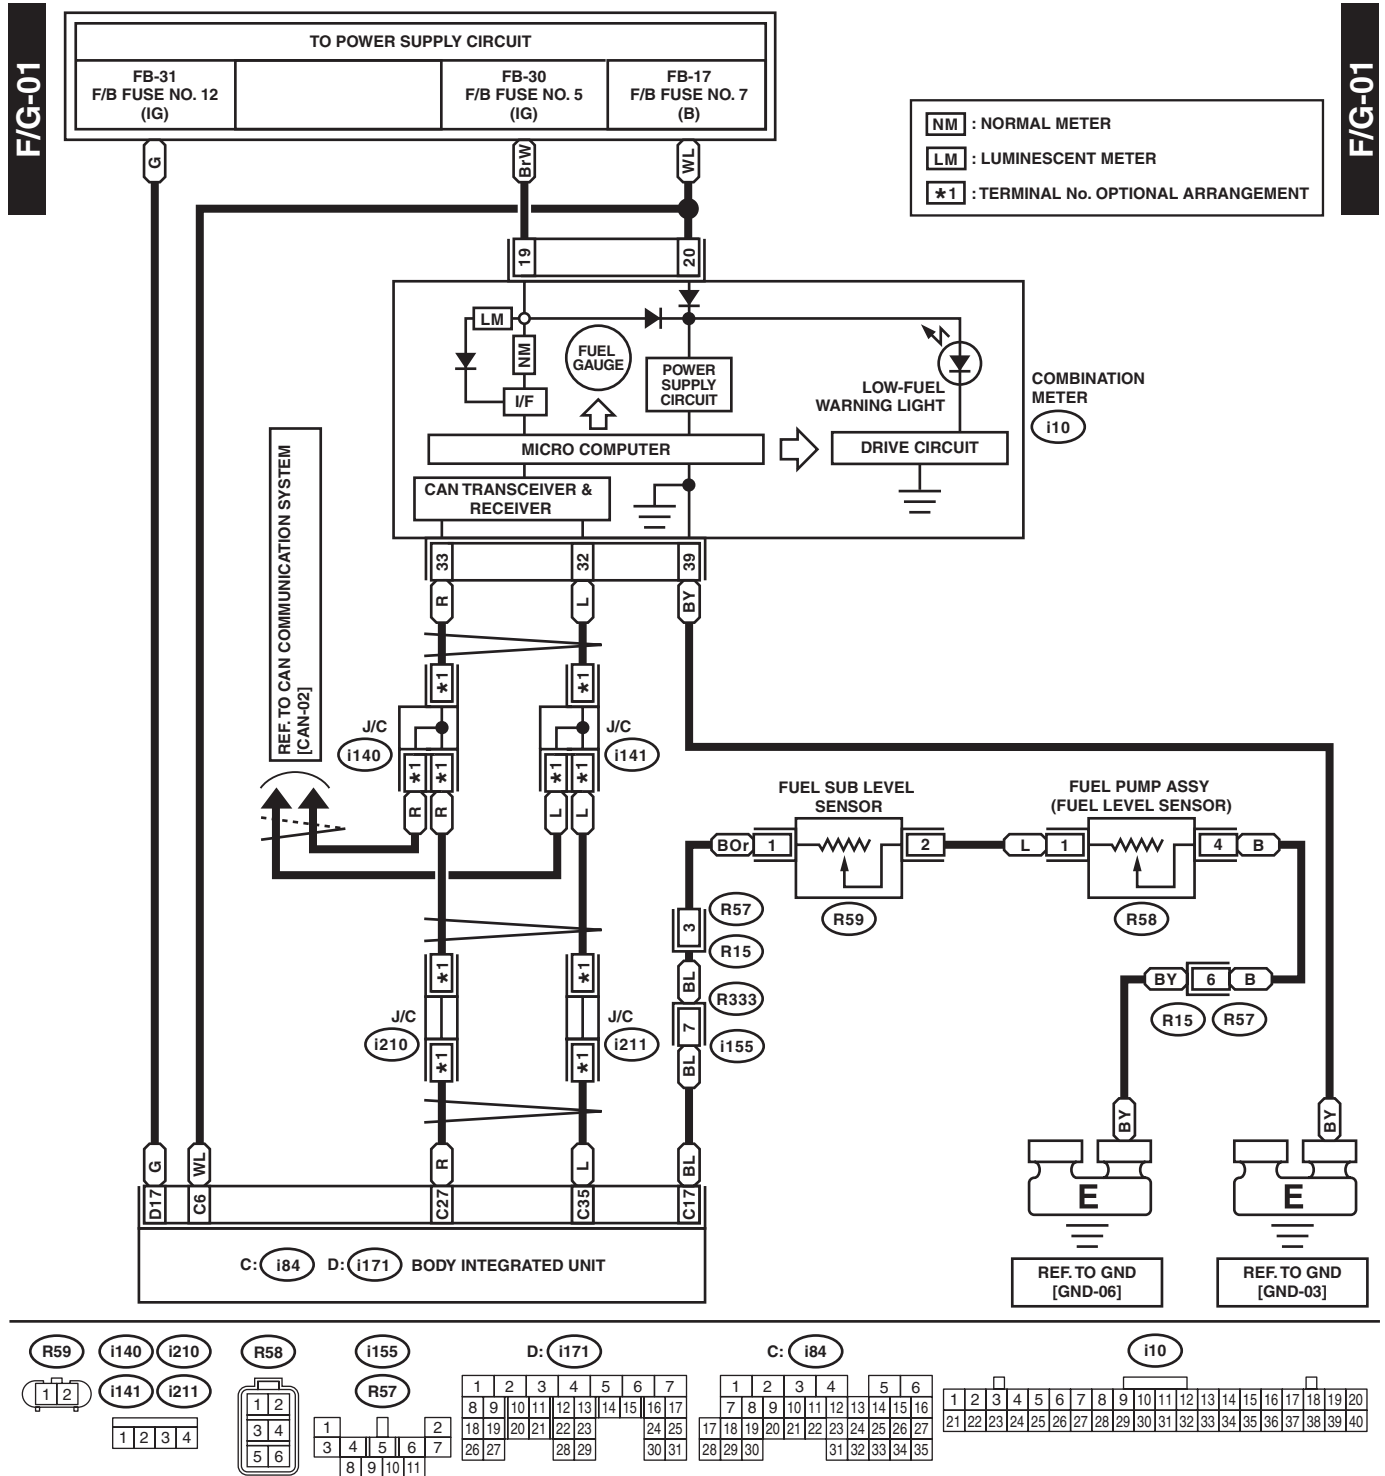 F/G-01
F/G-01
TO POWER SUPPLY CIRCUIT
FB-31
F/B FUSE NO. 12
(IG)
FB-30
F/B FUSE NO. 5
(IG)
FB-17
F/B FUSE NO. 7
(B)
NM : NORMAL METER
LM : LUMINESCENT METER
*1 : TERMINAL No. OPTIONAL ARRANGEMENT
G
BrW
WL
19
20
LM
NM
I/F
FUEL
GAUGE
POWER
SUPPLY
CIRCUIT
LOW-FUEL
WARNING LIGHT
COMBINATION
METER
i10
MICRO COMPUTER
DRIVE CIRCUIT
CAN TRANSCEIVER &
RECEIVER
REF. TO CAN COMMUNICATION SYSTEM
[CAN-02]
33
32
39
R
L
BY
*1
*1
J/C
i140
J/C
i141
*1
*1
*1
*1
R
R
L
L
FUEL SUB LEVEL
SENSOR
FUEL PUMP ASSY
(FUEL LEVEL SENSOR)
BOr
1
2
L
1
4
B
R59
R58
3
R57
R15
BL
R333
7
i155
BL
BY
6
B
R15
R57
*1
*1
J/C
i210
J/C
i211
*1
*1
BY
BY
G
WL
R
L
BL
D17
C6
C27
C35
C17
E
E
C: i84 D: i171 BODY INTEGRATED UNIT
REF. TO GND
[GND-06]
REF. TO GND
[GND-03]
R59
1 2
i140 i210
i141 i211
1 2 3 4
R58
1 2
3 4
5 6
i155
R57
1 2
3 4 5 6 7
8 9 10 11
D: i171
1 2 3 4 5 6 7
8 9 10 11 12 13 14 15 16 17
18 19 20 21 22 23 24 25
26 27 28 29 30 31
C: i84
1 2 3 4 5 6
7 8 9 10 11 12 13 14 15 16
17 18 19 20 21 22 23 24 25 26 27
28 29 30 31 32 33 34 35
i10
1 2 3 4 5 6 7 8 9 10 11 12 13 14 15 16 17 18 19 20
21 22 23 24 25 26 27 28 29 30 31 32 33 34 35 36 37 38 39 40